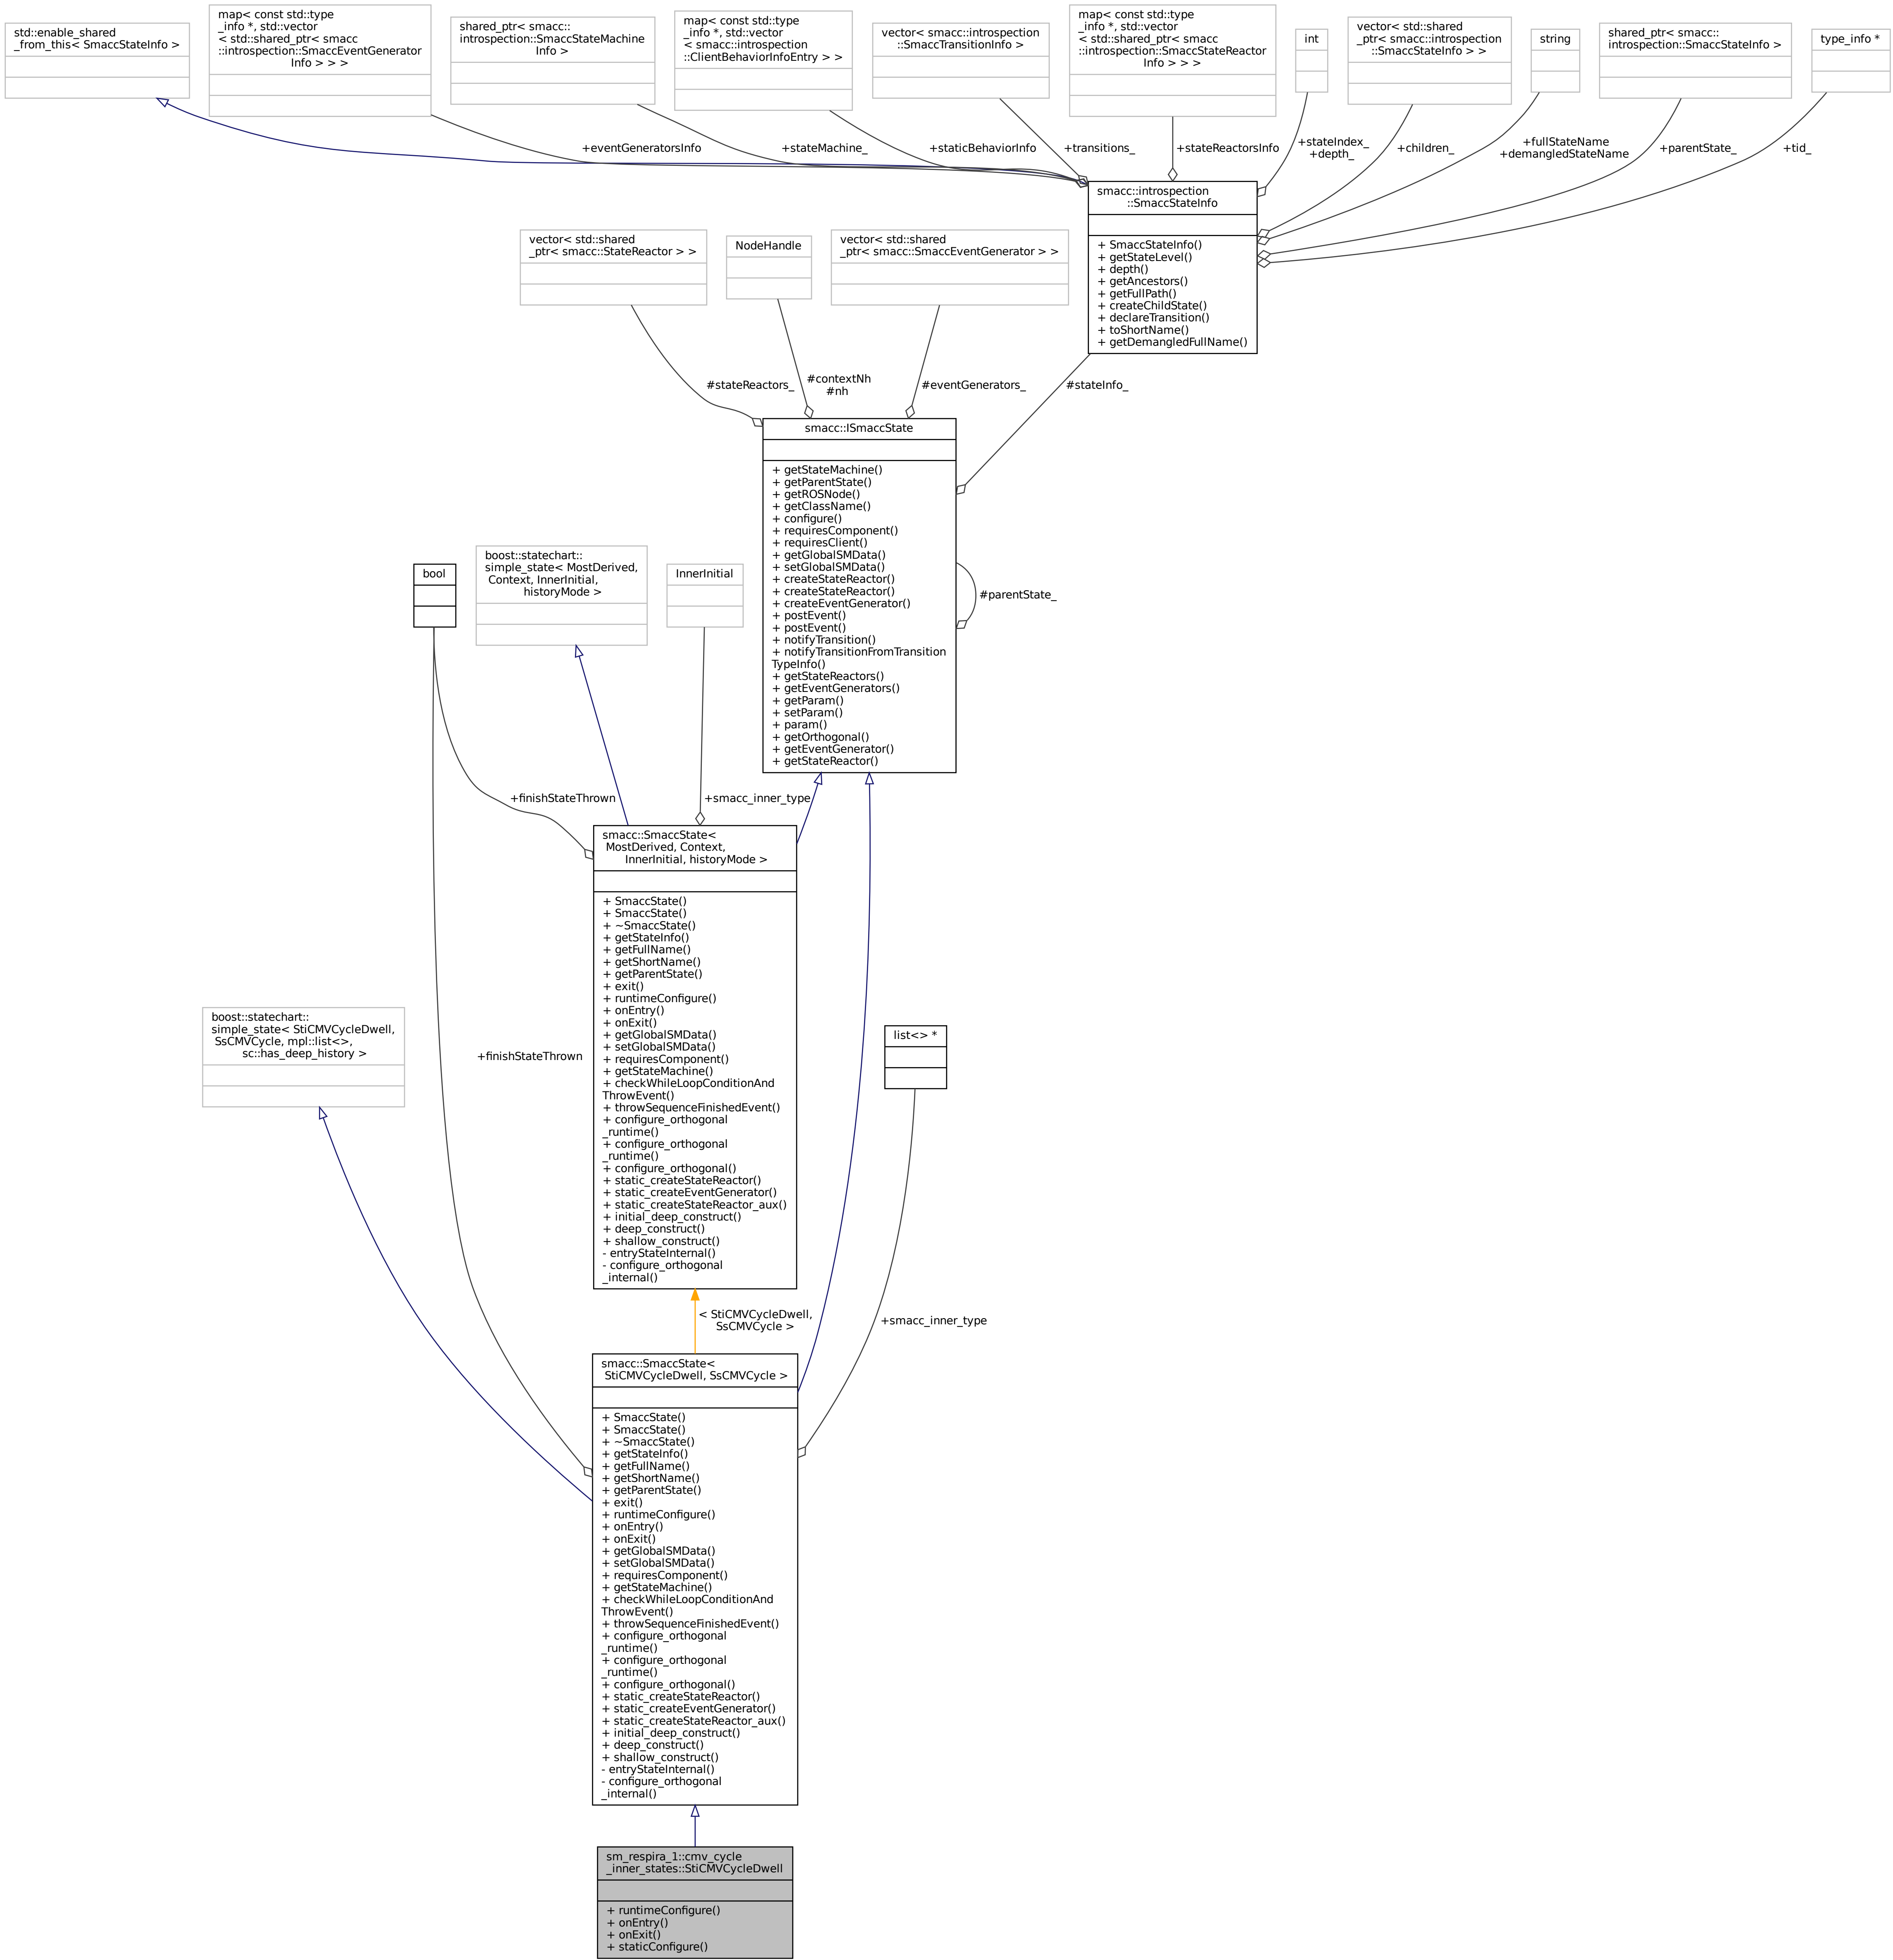 std::enable_shared
_from_this< SmaccStateInfo >
map< const std::type
_info *, std::vector
< std::shared_ptr< smacc
::introspection::SmaccEventGenerator
Info > > >
shared_ptr< smacc::
introspection::SmaccStateMachine
Info >
map< const std::type
_info *, std::vector
< smacc::introspection
::ClientBehaviorInfoEntry > >
vector< smacc::introspection
::SmaccTransitionInfo >
map< const std::type
_info *, std::vector
< std::shared_ptr< smacc
::introspection::SmaccStateReactor
Info > > >
int
vector< std::shared
_ptr< smacc::introspection
::SmaccStateInfo > >
string
shared_ptr< smacc::
introspection::SmaccStateInfo >
type_info *
+eventGeneratorsInfo
+stateMachine_
+staticBehaviorInfo
+transitions_
+stateReactorsInfo
+stateIndex_
+depth_
+children_
+fullStateName
+demangledStateName
+parentState_
+tid_
smacc::introspection
::SmaccStateInfo
+ SmaccStateInfo()
+ getStateLevel()
+ depth()
+ getAncestors()
+ getFullPath()
+ createChildState()
+ declareTransition()
+ toShortName()
+ getDemangledFullName()
vector< std::shared
_ptr< smacc::StateReactor > >
NodeHandle
vector< std::shared
_ptr< smacc::SmaccEventGenerator > >
#stateReactors_
#contextNh
#nh
#eventGenerators_
#stateInfo_
smacc::ISmaccState
+ getStateMachine()
+ getParentState()
+ getROSNode()
+ getClassName()
+ configure()
+ requiresComponent()
+ requiresClient()
+ getGlobalSMData()
+ setGlobalSMData()
+ createStateReactor()
+ createStateReactor()
+ createEventGenerator()
+ postEvent()
+ postEvent()
+ notifyTransition()
+ notifyTransitionFromTransition
TypeInfo()
+ getStateReactors()
+ getEventGenerators()
+ getParam()
+ setParam()
+ param()
+ getOrthogonal()
+ getEventGenerator()
+ getStateReactor()
#parentState_
bool
boost::statechart::
simple_state< MostDerived,
Context, InnerInitial,
historyMode >
InnerInitial
+finishStateThrown
+smacc_inner_type
smacc::SmaccState<
MostDerived, Context,
InnerInitial, historyMode >
+ SmaccState()
+ SmaccState()
+ ~SmaccState()
+ getStateInfo()
+ getFullName()
+ getShortName()
+ getParentState()
+ exit()
+ runtimeConfigure()
+ onEntry()
+ onExit()
+ getGlobalSMData()
+ setGlobalSMData()
+ requiresComponent()
+ getStateMachine()
+ checkWhileLoopConditionAnd
ThrowEvent()
+ throwSequenceFinishedEvent()
+ configure_orthogonal
_runtime()
+ configure_orthogonal
_runtime()
+ configure_orthogonal()
+ static_createStateReactor()
+ static_createEventGenerator()
+ static_createStateReactor_aux()
+ initial_deep_construct()
+ deep_construct()
+ shallow_construct()
- entryStateInternal()
- configure_orthogonal
_internal()
boost::statechart::
simple_state< StiCMVCycleDwell,
SsCMVCycle, mpl::list<>,
sc::has_deep_history >
+finishStateThrown
list<> *
< StiCMVCycleDwell,
SsCMVCycle >
+smacc_inner_type
smacc::SmaccState<
StiCMVCycleDwell, SsCMVCycle >
+ SmaccState()
+ SmaccState()
+ ~SmaccState()
+ getStateInfo()
+ getFullName()
+ getShortName()
+ getParentState()
+ exit()
+ runtimeConfigure()
+ onEntry()
+ onExit()
+ getGlobalSMData()
+ setGlobalSMData()
+ requiresComponent()
+ getStateMachine()
+ checkWhileLoopConditionAnd
ThrowEvent()
+ throwSequenceFinishedEvent()
+ configure_orthogonal
_runtime()
+ configure_orthogonal
_runtime()
+ configure_orthogonal()
+ static_createStateReactor()
+ static_createEventGenerator()
+ static_createStateReactor_aux()
+ initial_deep_construct()
+ deep_construct()
+ shallow_construct()
- entryStateInternal()
- configure_orthogonal
_internal()
sm_respira_1::cmv_cycle
_inner_states::StiCMVCycleDwell
+ runtimeConfigure()
+ onEntry()
+ onExit()
+ staticConfigure()